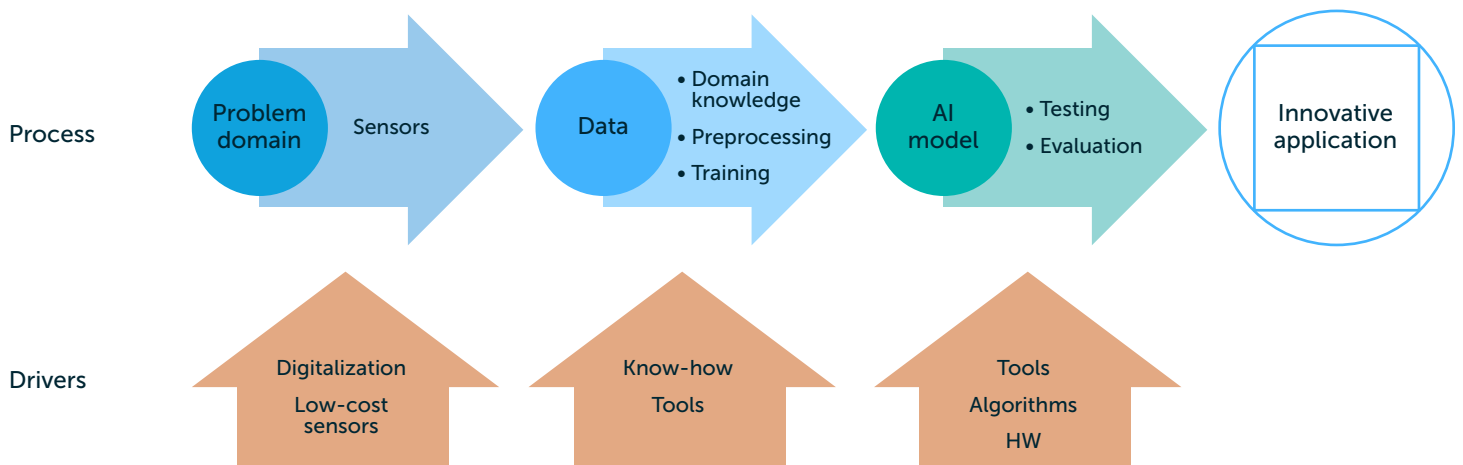 Process
Problem
domain
Sensors
Data
• Domain
knowledge
• Preprocessing
• Training
AI
model
• Testing
• Evaluation
Innovative
application
Drivers
Digitalization
Low-cost
sensors
Know-how
Tools
Tools
Algorithms
HW